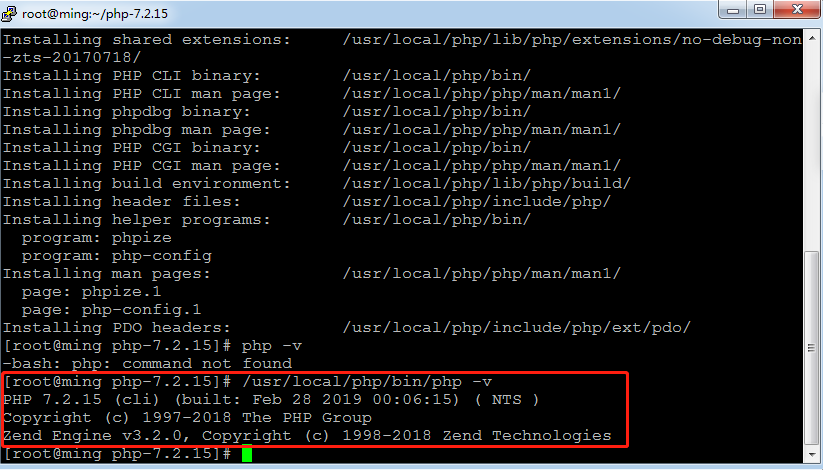 root@ming:~/php-7.2.15
Installing shared extensions:     /usr/local/php/lib/php/extensions/no-debug-non
-zts-20170718/
Installing PHP CLI binary:        /usr/local/php/bin/
Installing PHP CLI man page:      /usr/local/php/php/man/man1/
Installing phpdbg binary:         /usr/local/php/bin/
Installing phpdbg man page:       /usr/local/php/php/man/man1/
Installing PHP CGI binary:        /usr/local/php/bin/
Installing PHP CGI man page:      /usr/local/php/php/man/man1/
Installing build environment:     /usr/local/php/lib/php/build/
Installing header files:          /usr/local/php/include/php/
Installing helper programs:       /usr/local/php/bin/
  program: phpize
  program: php-config
Installing man pages:             /usr/local/php/php/man/man1/
  page: phpize.1
  page: php-config.1
Installing PDO headers:           /usr/local/php/include/php/ext/pdo/
[root@ming php-7.2.15]# php -v
-bash: php: command not found
[root@ming php-7.2.15]# /usr/local/php/bin/php -v
PHP 7.2.15 (cli) (built: Feb 28 2019 00:06:15) ( NTS )
Copyright (c) 1997-2018 The PHP Group
Zend Engine v3.2.0, Copyright (c) 1998-2018 Zend Technologies
[root@ming php-7.2.15]#